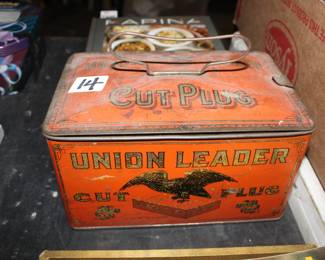 14
CUT PLUG
UNION LEADER
CUT PLUG